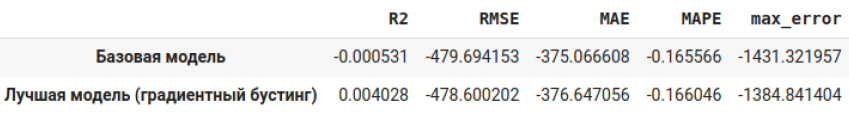 R2 RMSE MAE MAPE max_error
Базовая модель -0.000531 -479.694153 -375.066608 -0.165566 -1431.321957
Лучшая модель (градиентный бустинг) 0.004028 -478.600202 -376.647056 -0.166046 -1384.841404